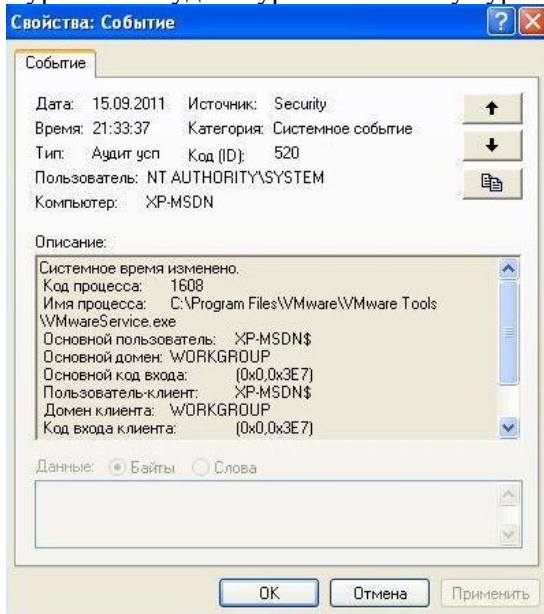 Свойства: Событие
Событие
Дата: 15.09.2011 Источник: Security
Время: 21:33:37 Категория: Системное событие
Тип: Аудит усп Код (ID): 520
Пользователь: NT AUTHORITY\SYSTEM
Компьютер: XP-MSDN
Описание:
Системное время изменено.
Код процесса: 1608
Имя процесса: C:\Program Files\VMware\VMware Tools
\VMwareService.exe
Основной пользователь: XP-MSDN$
Основной домен: WORKGROUP
Основной код входа: (0x0,0x3E7)
Пользователь-клиент: XP-MSDN$
Домен клиента: WORKGROUP
Код входа клиента: (0x0,0x3E7)
Данные: Байты Слова
OK Отмена Применить